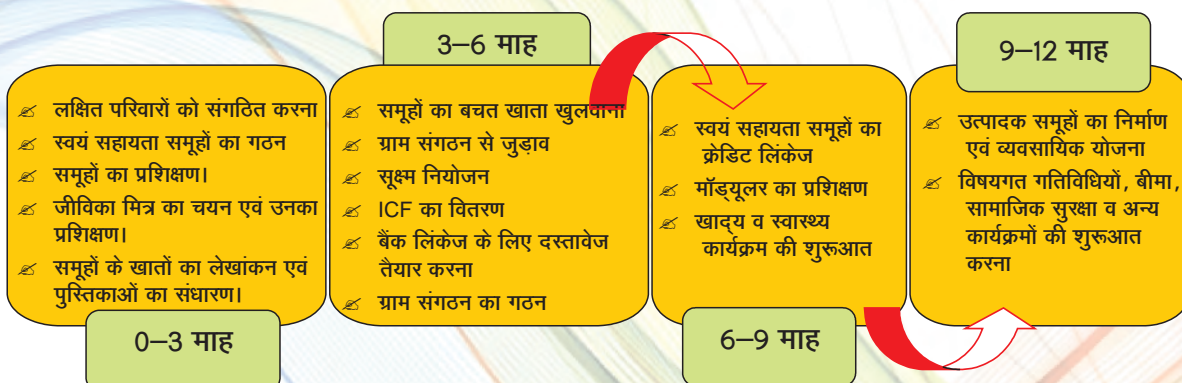 0–3 माह
लक्षित परिवारों को संगठित करना
स्वयं सहायता समूहों का गठन
समूहों का प्रशिक्षण।
जीविका मित्र का चयन एवं उनका
प्रशिक्षण।
समूहों के खातों का लेखांकन एवं
पुस्तिकाओं का संधारण।
3–6 माह
समूहों का बचत खाता खुलवाना
ग्राम संगठन से जुड़ाव
सूक्ष्म नियोजन
ICF का वितरण
बैंक लिंकेज के लिए दस्तावेज
तैयार करना
ग्राम संगठन का गठन
6–9 माह
स्वयं सहायता समूहों का
क्रेडिट लिंकेज
मॉड्यूलर का प्रशिक्षण
खाद्य व स्वास्थ्य
कार्यक्रम की शुरूआत
9–12 माह
उत्पादक समूहों का निर्माण
एवं व्यवसायिक योजना
विषयगत गतिविधियों, बीमा,
सामाजिक सुरक्षा व अन्य
कार्यक्रमों की शुरूआत
करना